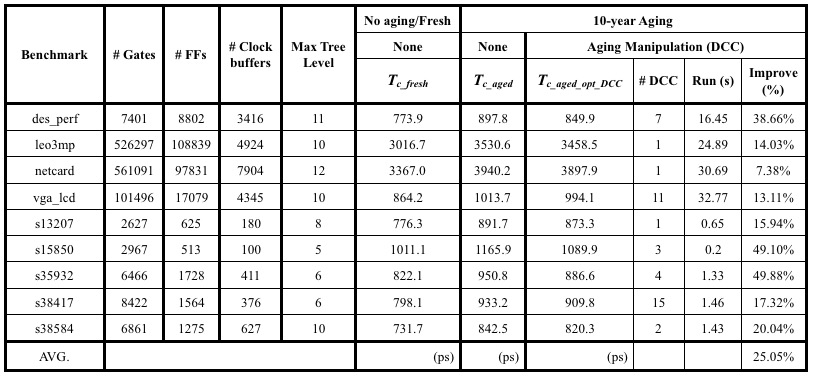 No aging/Fresh 10-year Aging
Benchmark # Gates # FFs # Clock buffers Max Tree Level None None Aging Manipulation (DCC)
T_c_fresh T_c_aged T_c_aged_opt_DCC # DCC Run (s) Improve (%)
des_perf 7401 8802 3416 11 773.9 897.8 849.9 7 16.45 38.66%
leo3mp 526297 108839 4924 10 3016.7 3530.6 3458.5 1 24.89 14.03%
netcard 561091 97831 7904 12 3367.0 3940.2 3897.9 1 30.69 7.38%
vga_lcd 101496 17079 4345 10 864.2 1013.7 994.1 11 32.77 13.11%
s13207 2627 625 180 8 776.3 891.7 873.3 1 0.65 15.94%
s15850 2967 513 100 5 1011.1 1165.9 1089.9 3 0.2 49.10%
s35932 6466 1728 411 6 822.1 950.8 886.6 4 1.33 49.88%
s38417 8422 1564 376 6 798.1 933.2 909.8 15 1.46 17.32%
s38584 6861 1275 627 10 731.7 842.5 820.3 2 1.43 20.04%
AVG. (ps) (ps) (ps) 25.05%